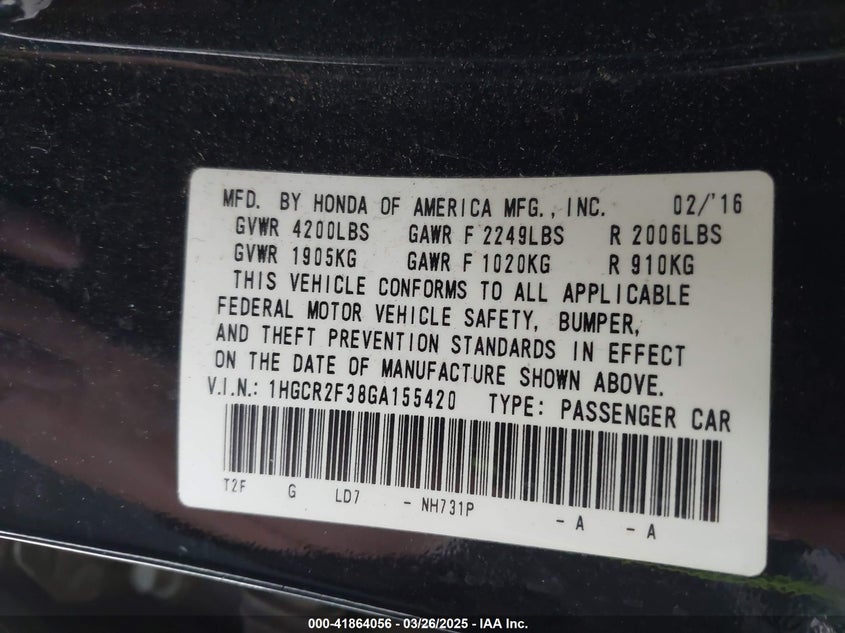 MFD. BY HONDA OF AMERICA MFG., INC. 02/'16
GVWR 4200LBS GAWR F 2249LBS R 2006LBS
GVWR 1905KG GAWR F 1020KG R 910KG
THIS VEHICLE CONFORMS TO ALL APPLICABLE
FEDERAL MOTOR VEHICLE SAFETY, BUMPER,
AND THEFT PREVENTION STANDARDS IN EFFECT
ON THE DATE OF MANUFACTURE SHOWN ABOVE.
V.I.N.: 1HGCR2F38GA155420 TYPE: PASSENGER CAR
T2F G LD7 - NH731P - A - A
000-41864056 - 03/26/2025 - IAA Inc.